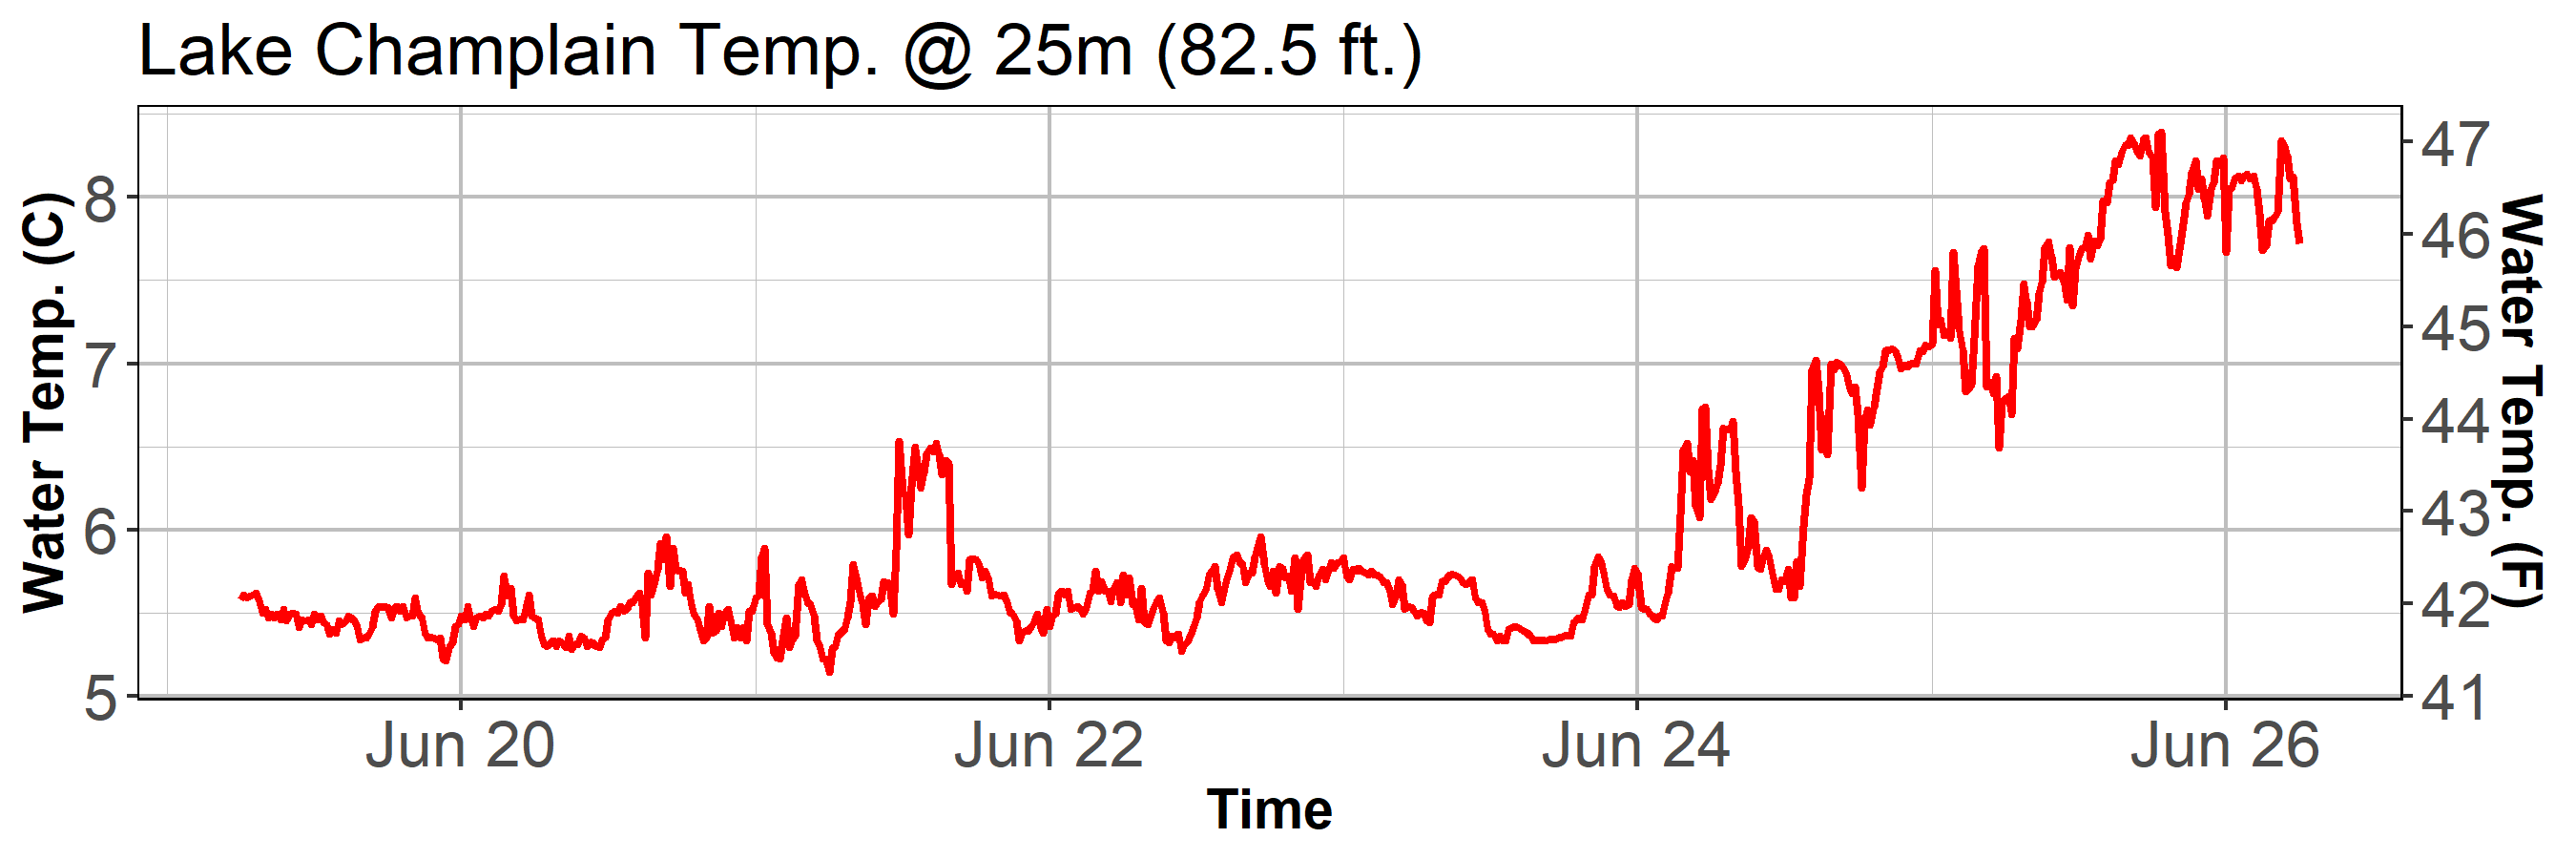 Lake Champlain Temp. @ 25m (82.5 ft.)
Water Temp. (C)
8
7
6
5
47
46
45
44
43
42
41
Water Temp. (F)
Jun 20 Jun 22 Jun 24 Jun 26
Time